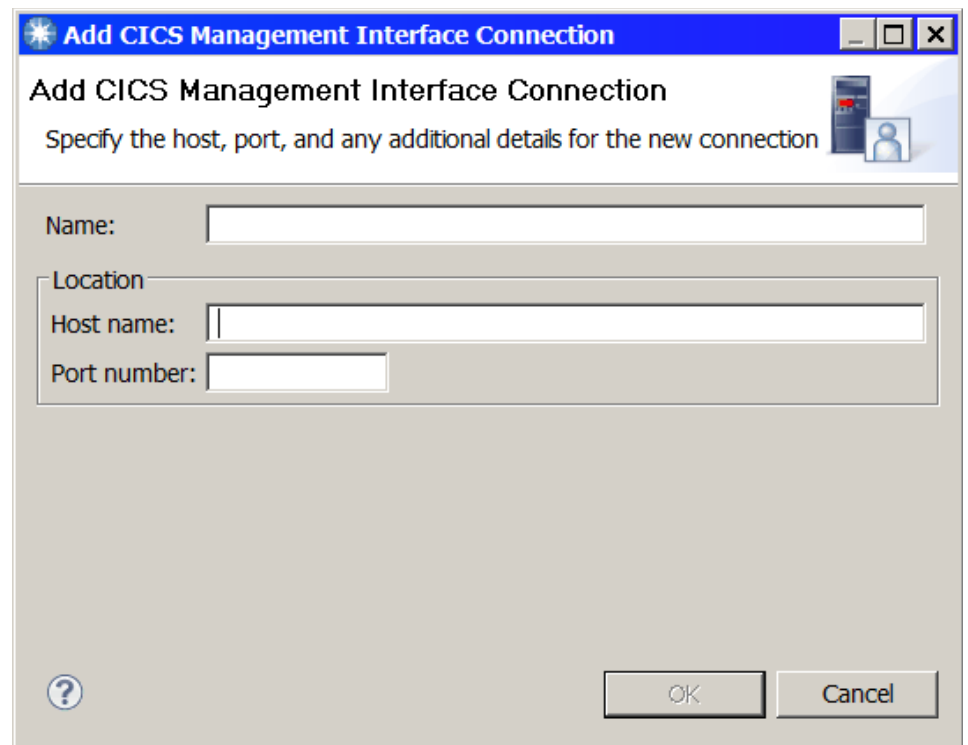 Add CICS Management Interface Connection
Add CICS Management Interface Connection
Specify the host, port, and any additional details for the new connection
Name:
Location
Host name:
Port number:
?
OK
Cancel